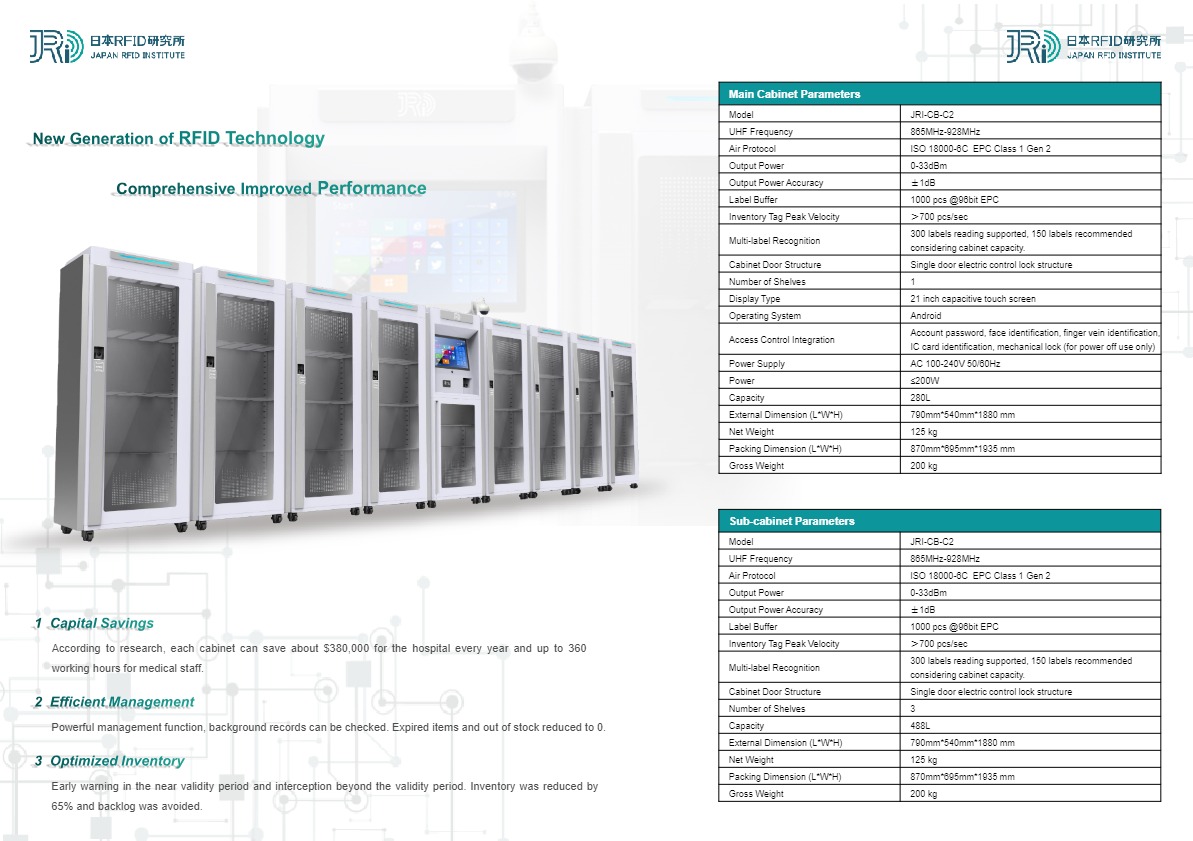 日本RFID研究所
JAPAN RFID INSTITUTE
New Generation of RFID Technology
Comprehensive Improved Performance
1 Capital Savings
According to research, each cabinet can save about $380,000 for the hospital every year and up to 360
working hours for medical staff.
2 Efficient Management
Powerful management function, background records can be checked. Expired items and out of stock reduced to 0.
3 Optimized Inventory
Early warning in the near validity period and interception beyond the validity period. Inventory was reduced by
65% and backlog was avoided.
日本RFID研究所
JAPAN RFID INSTITUTE
Main Cabinet Parameters
Model JRI-CB-C2
UHF Frequency 865MHz-928MHz
Air Protocol ISO 18000-6C EPC Class 1 Gen 2
Output Power 0-33dBm
Output Power Accuracy ±1dB
Label Buffer 1000 pcs @96bit EPC
Inventory Tag Peak Velocity ＞700 pcs/sec
Multi-label Recognition 300 labels reading supported, 150 labels recommended
considering cabinet capacity.
Cabinet Door Structure Single door electric control lock structure
Number of Shelves 1
Display Type 21 inch capacitive touch screen
Operating System Android
Access Control Integration Account password, face identification, finger vein identification,
IC card identification, mechanical lock (for power off use only)
Power Supply AC 100-240V 50/60Hz
Power ≤200W
Capacity 280L
External Dimension (L*W*H) 790mm*540mm*1880 mm
Net Weight 125 kg
Packing Dimension (L*W*H) 870mm*695mm*1935 mm
Gross Weight 200 kg
Sub-cabinet Parameters
Model JRI-CB-C2
UHF Frequency 865MHz-928MHz
Air Protocol ISO 18000-6C EPC Class 1 Gen 2
Output Power 0-33dBm
Output Power Accuracy ±1dB
Label Buffer 1000 pcs @96bit EPC
Inventory Tag Peak Velocity ＞700 pcs/sec
Multi-label Recognition 300 labels reading supported, 150 labels recommended
considering cabinet capacity.
Cabinet Door Structure Single door electric control lock structure
Number of Shelves 3
Capacity 488L
External Dimension (L*W*H) 790mm*540mm*1880 mm
Net Weight 125 kg
Packing Dimension (L*W*H) 870mm*695mm*1935 mm
Gross Weight 200 kg